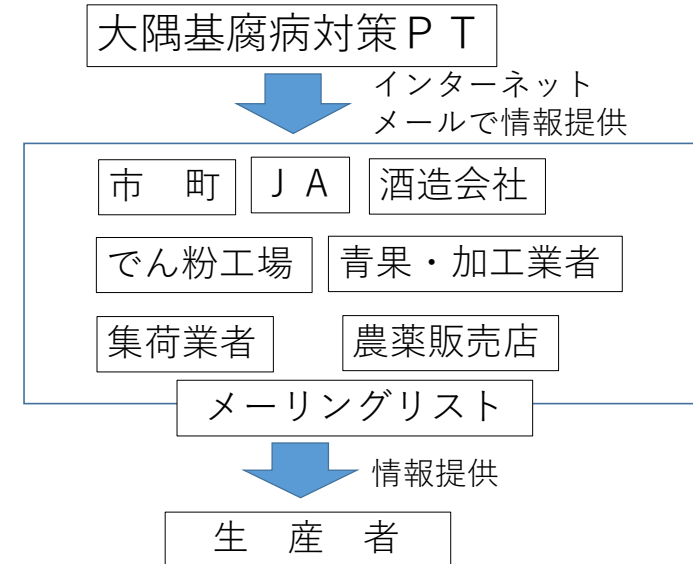 大隅基腐病対策ＰＴ
インターネット
メールで情報提供
市　町
ＪＡ
酒造会社
でん粉工場
青果・加工業者
集荷業者
農薬販売店
メーリングリスト
情報提供
生　産　者